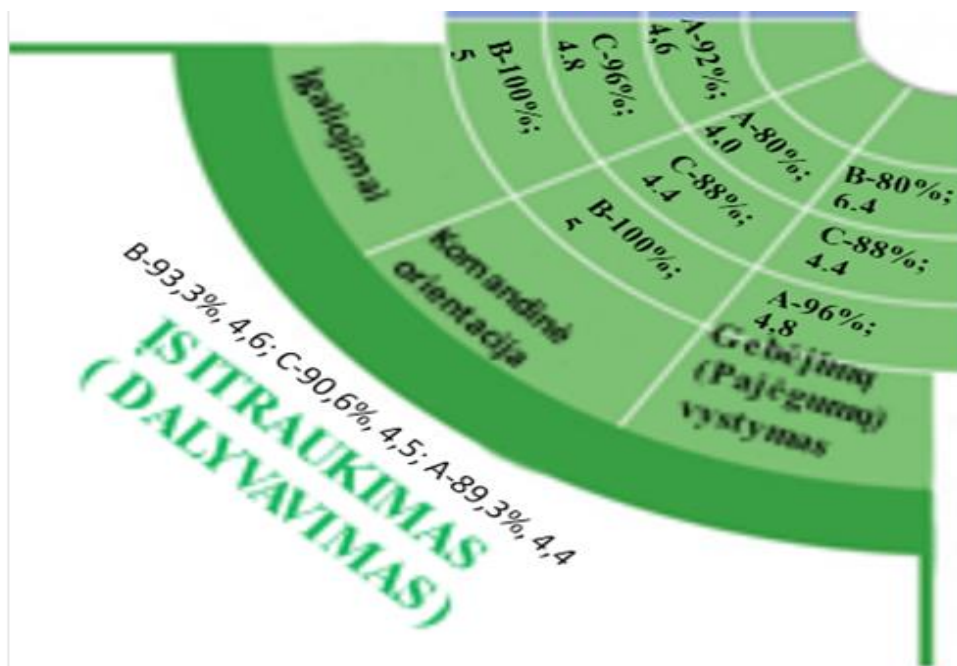 Įgaliojimai
B-100%;
5
C-96%;
4.8
A-92%;
4,6
Komandinė
orientacija
B-100%;
5
C-88%;
4.4
A-80%;
4,0
B-80%;
6.4
C-88%;
4.4
A-96%;
4,8
Gebėjimų
(Pajėgumų)
vystymas
B-93,3%, 4,6; C-90,6%, 4,5; A-89,3%, 4,4
ĮSITRAUKIMAS
( DALYVAVIMAS)